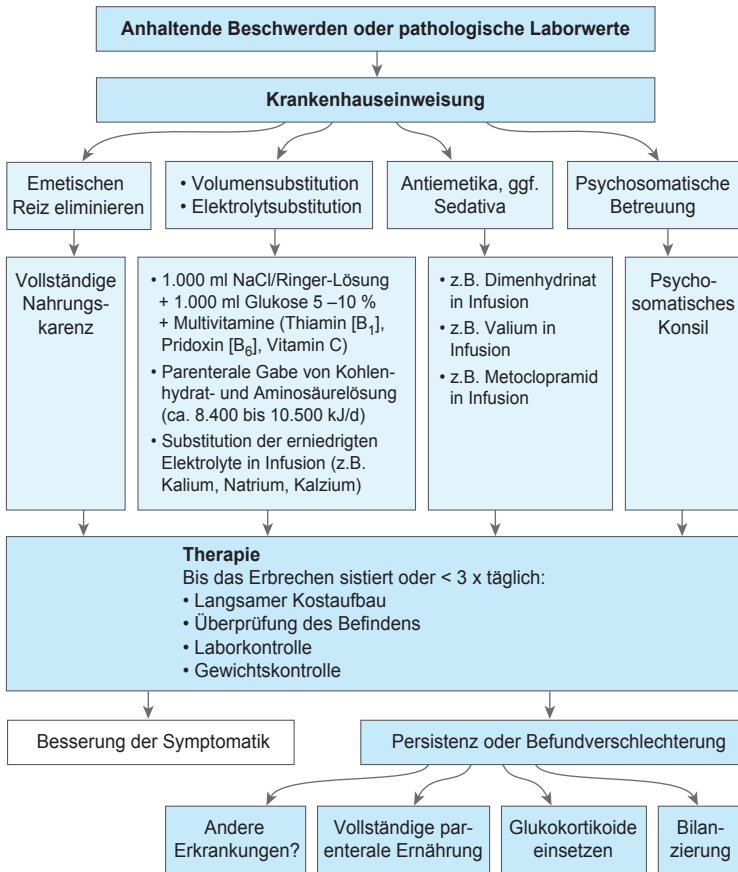 Anhaltende Beschwerden oder pathologische Laborwerte
Krankenhauseinweisung
Emetischen
Reiz eliminieren
• Volumensubstitution
• Elektrolytsubstitution
Antiemetika, ggf.
Sedativa
Psychosomatische
Betreuung
Vollständige
Nahrungs-
karenz
• 1.000 ml NaCl/Ringer-Lösung
+ 1.000 ml Glukose 5 –10 %
+ Multivitamine (Thiamin [B₁],
Pridoxin [B₆], Vitamin C)
• Parenterale Gabe von Kohlen-
hydrat- und Aminosäurelösung
(ca. 8.400 bis 10.500 kJ/d)
• Substitution der erniedrigten
Elektrolyte in Infusion (z.B.
Kalium, Natrium, Kalzium)
• z.B. Dimenhydrinat
in Infusion
• z.B. Valium in
Infusion
• z.B. Metoclopramid
in Infusion
Psycho-
somatisches
Konsil
Therapie
Bis das Erbrechen sistiert oder < 3 x täglich:
• Langsamer Kostaufbau
• Überprüfung des Befindens
• Laborkontrolle
• Gewichtskontrolle
Besserung der Symptomatik
Persistenz oder Befundverschlechterung
Andere
Erkrankungen?
Vollständige par-
enterale Ernährung
Glukokortikoide
einsetzen
Bilan-
zierung